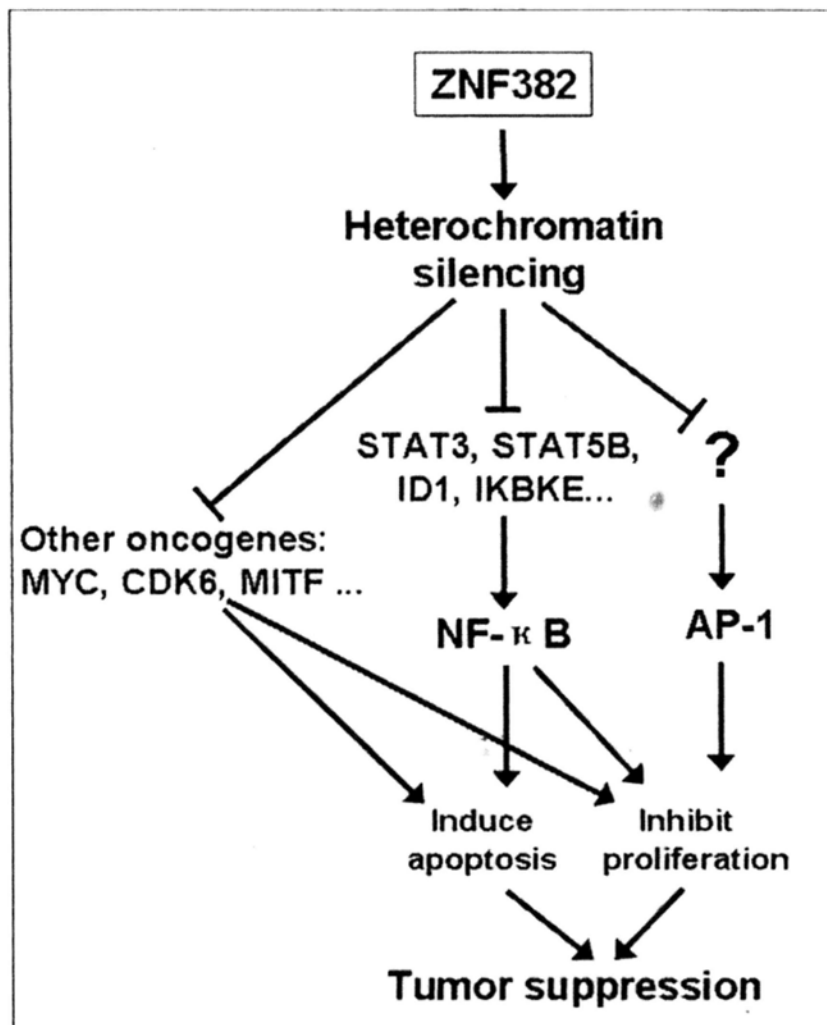 ZNF382
Heterochromatin
silencing
STAT3, STAT5B,
ID1, IKBKE...
?
Other oncogenes:
MYC, CDK6, MITF ...
NF-κB
AP-1
Induce
apoptosis
Inhibit
proliferation
Tumor suppression